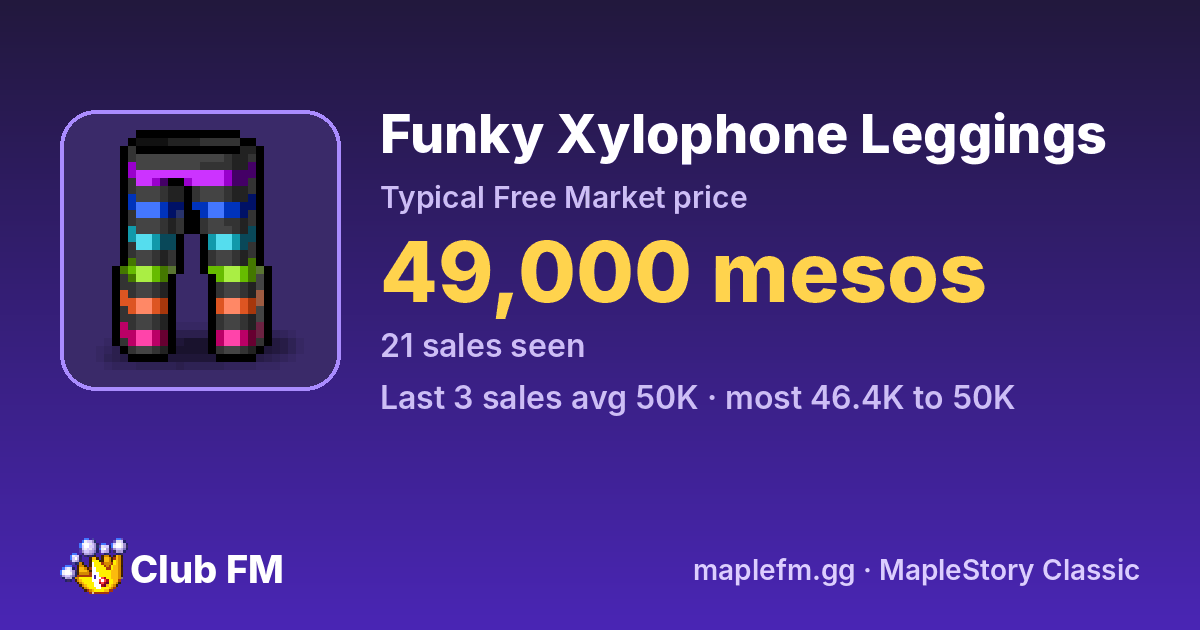 Funky Xylophone Leggings
Typical Free Market price
49,000 mesos
21 sales seen
Last 3 sales avg 50K · most 46.4K to 50K
Club FM
maplefm.gg · MapleStory Classic